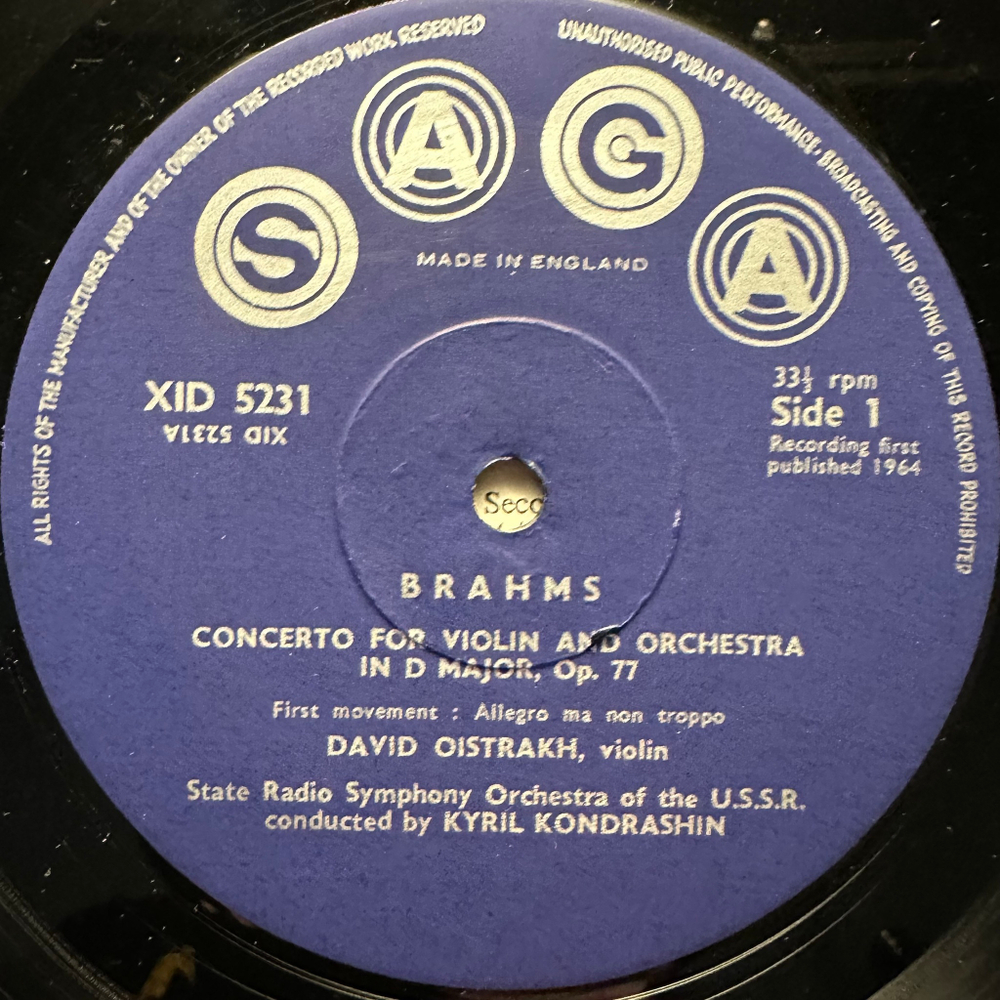 ALL RIGHTS OF THE MANUFACTURER AND OF THE OWNER OF THE RECORDED WORK RESERVED
UNAUTHORISED PUBLIC PERFORMANCE · BROADCASTING AND COPYING OF THIS RECORD PROHIBITED
SAGA
MADE IN ENGLAND
XID 5231
XID 5231A
33⅓ rpm
Side 1
Recording first
published 1964
Seco
BRAHMS
CONCERTO FOR VIOLIN AND ORCHESTRA
IN D MAJOR, Op. 77
First movement : Allegro ma non troppo
DAVID OISTRAKH, violin
State Radio Symphony Orchestra of the U.S.S.R.
conducted by KYRIL KONDRASHIN